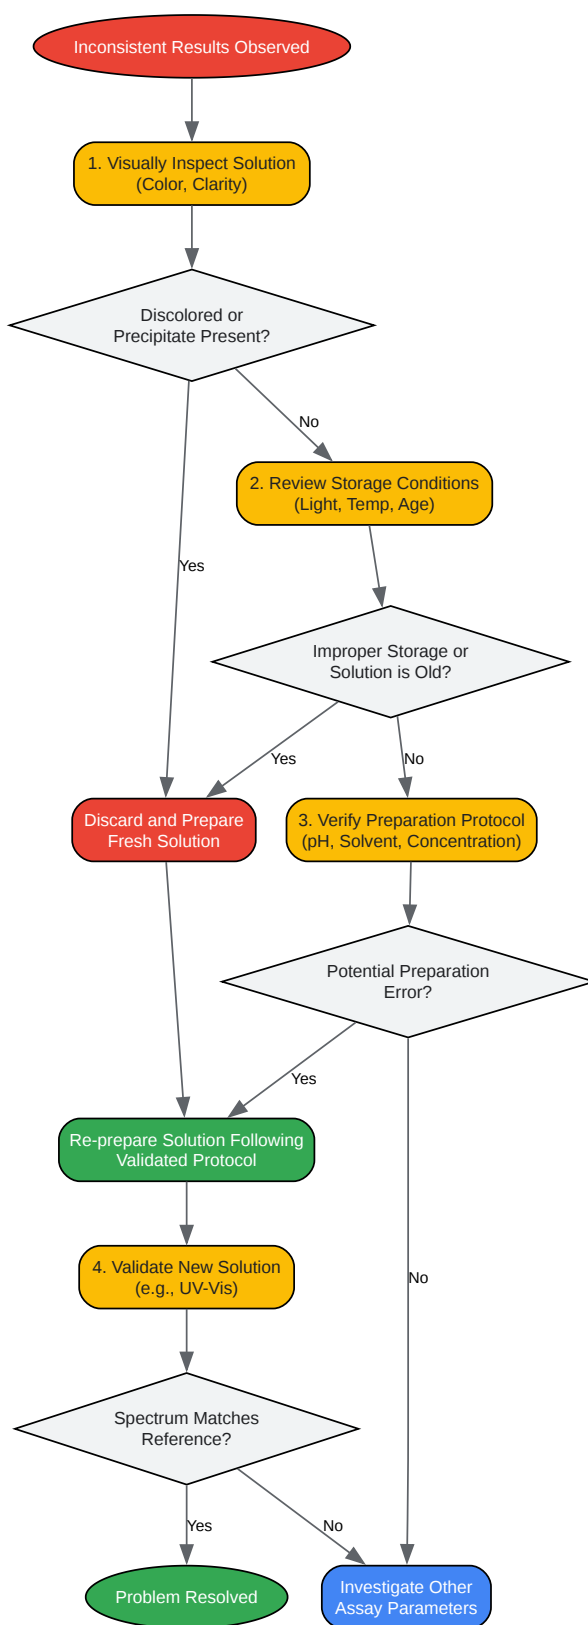 Inconsistent Results Observed
1. Visually Inspect Solution
(Color, Clarity)
Discolored or
Precipitate Present?
No
2. Review Storage Conditions
(Light, Temp, Age)
Yes
Improper Storage or
Solution is Old?
Yes
No
Discard and Prepare
Fresh Solution
3. Verify Preparation Protocol
(pH, Solvent, Concentration)
Potential Preparation
Error?
Yes
Re-prepare Solution Following
Validated Protocol
4. Validate New Solution
(e.g., UV-Vis)
No
Spectrum Matches
Reference?
Yes
No
Problem Resolved
Investigate Other
Assay Parameters